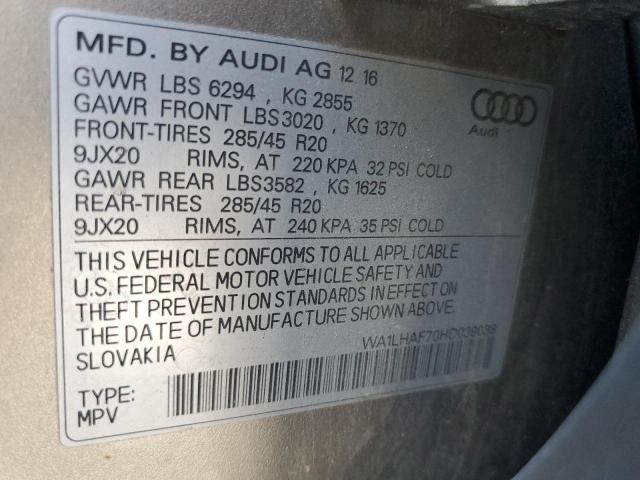 MFD. BY AUDI AG 12 16
GVWR LBS 6294 , KG 2855
GAWR FRONT LBS3020 , KG 1370
FRONT-TIRES 285/45 R20
9JX20 RIMS, AT 220 KPA 32 PSI COLD
GAWR REAR LBS3582 , KG 1625
REAR-TIRES 285/45 R20
9JX20 RIMS, AT 240 KPA 35 PSI COLD
Audi
THIS VEHICLE CONFORMS TO ALL APPLICABLE
U.S. FEDERAL MOTOR VEHICLE SAFETY AND
THEFT PREVENTION STANDARDS IN EFFECT ON
THE DATE OF MANUFACTURE SHOWN ABOVE
SLOVAKIA
WA1LHAF70HD039038
TYPE:
MPV